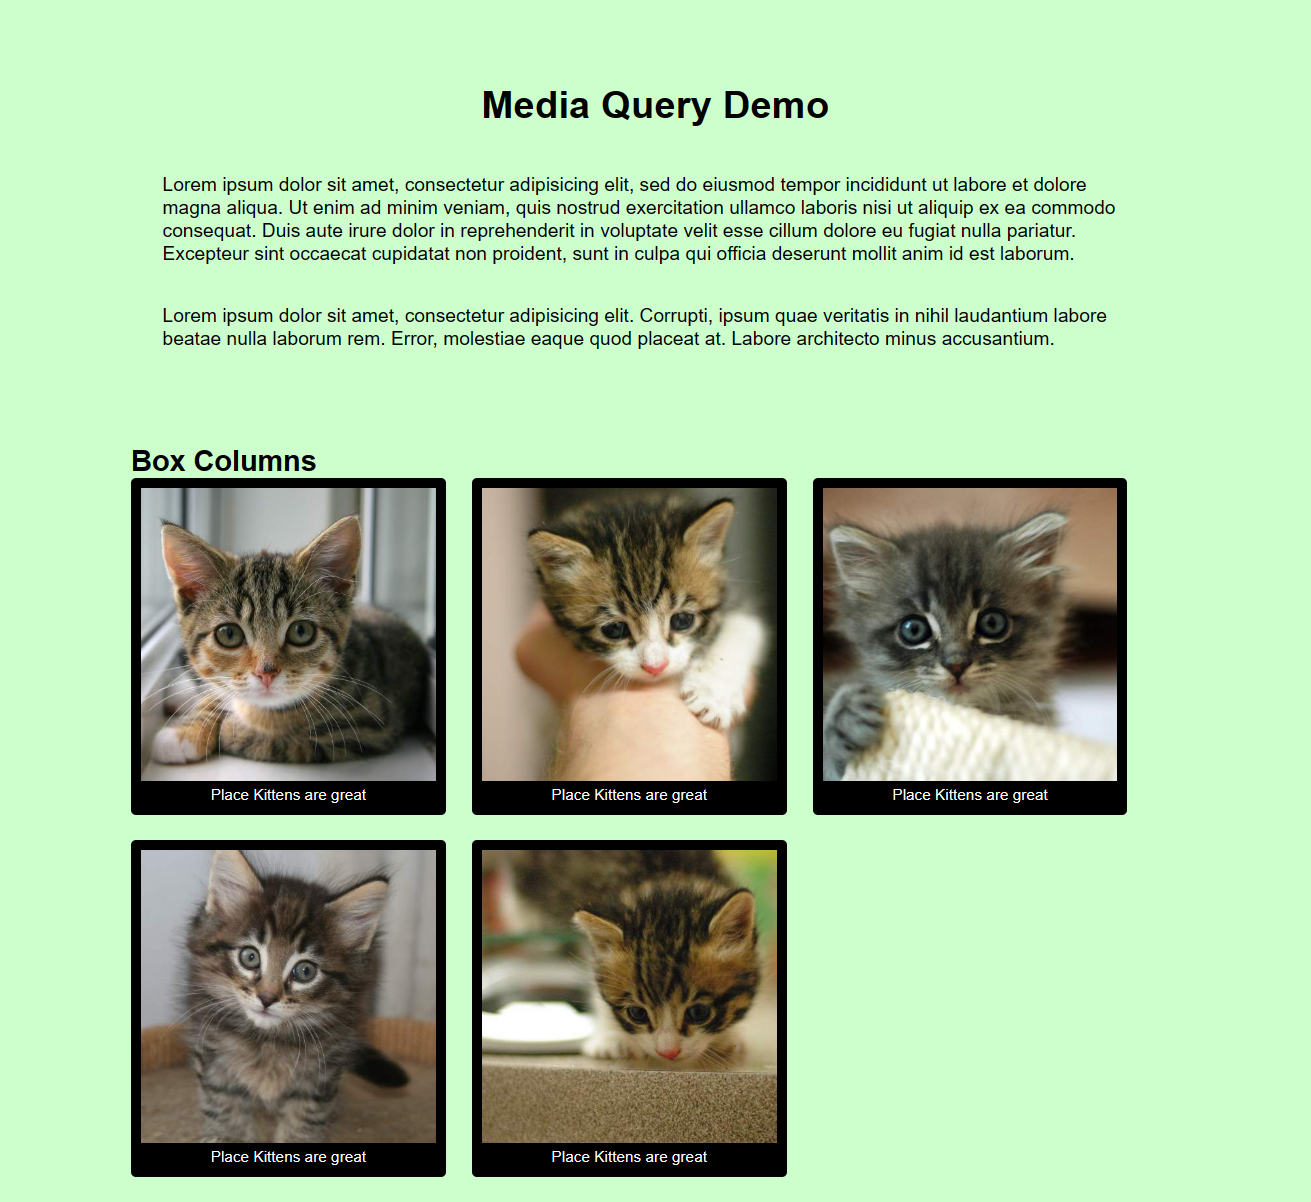 Media Query Demo
Lorem ipsum dolor sit amet, consectetur adipisicing elit, sed do eiusmod tempor incididunt ut labore et dolore
magna aliqua. Ut enim ad minim veniam, quis nostrud exercitation ullamco laboris nisi ut aliquip ex ea commodo
consequat. Duis aute irure dolor in reprehenderit in voluptate velit esse cillum dolore eu fugiat nulla pariatur.
Excepteur sint occaecat cupidatat non proident, sunt in culpa qui officia deserunt mollit anim id est laborum.
Lorem ipsum dolor sit amet, consectetur adipisicing elit. Corrupti, ipsum quae veritatis in nihil laudantium labore
beatae nulla laborum rem. Error, molestiae eaque quod placeat at. Labore architecto minus accusantium.
Box Columns
Place Kittens are great
Place Kittens are great
Place Kittens are great
Place Kittens are great
Place Kittens are great